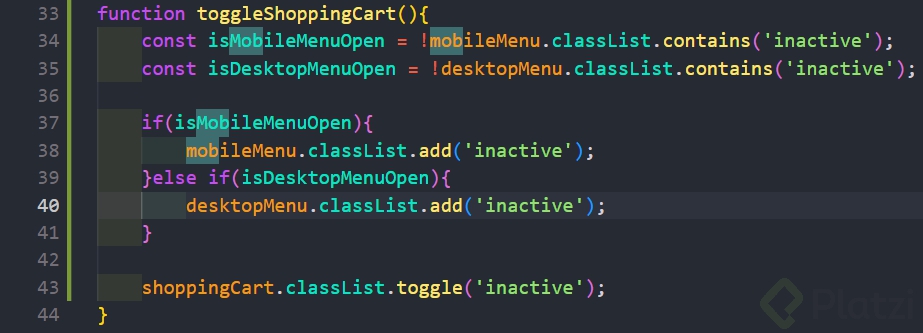 33 function toggleShoppingCart(){
34     const isMobileMenuOpen = !mobileMenu.classList.contains('inactive');
35     const isDesktopMenuOpen = !desktopMenu.classList.contains('inactive');
36
37     if(isMobileMenuOpen){
38         mobileMenu.classList.add('inactive');
39     }else if(isDesktopMenuOpen){
40         desktopMenu.classList.add('inactive');
41     }
42
43     shoppingCart.classList.toggle('inactive');
44 }
Platzi